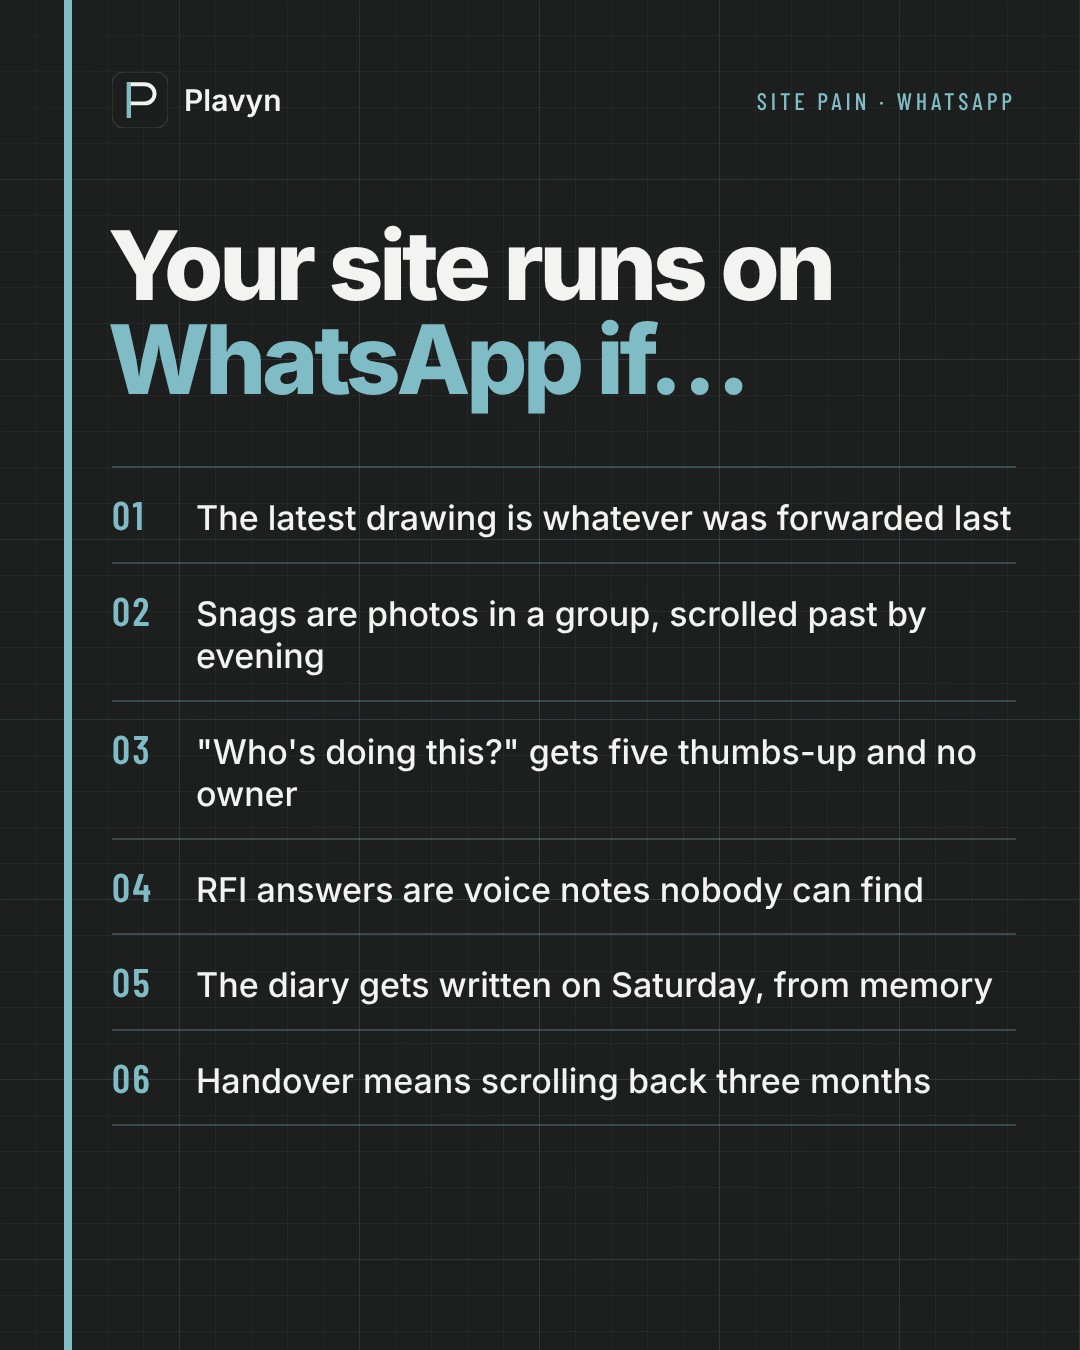 Plavyn
SITE PAIN · WHATSAPP
Your site runs on
WhatsApp if...
01 The latest drawing is whatever was forwarded last
02 Snags are photos in a group, scrolled past by
evening
03 "Who's doing this?" gets five thumbs-up and no
owner
04 RFI answers are voice notes nobody can find
05 The diary gets written on Saturday, from memory
06 Handover means scrolling back three months